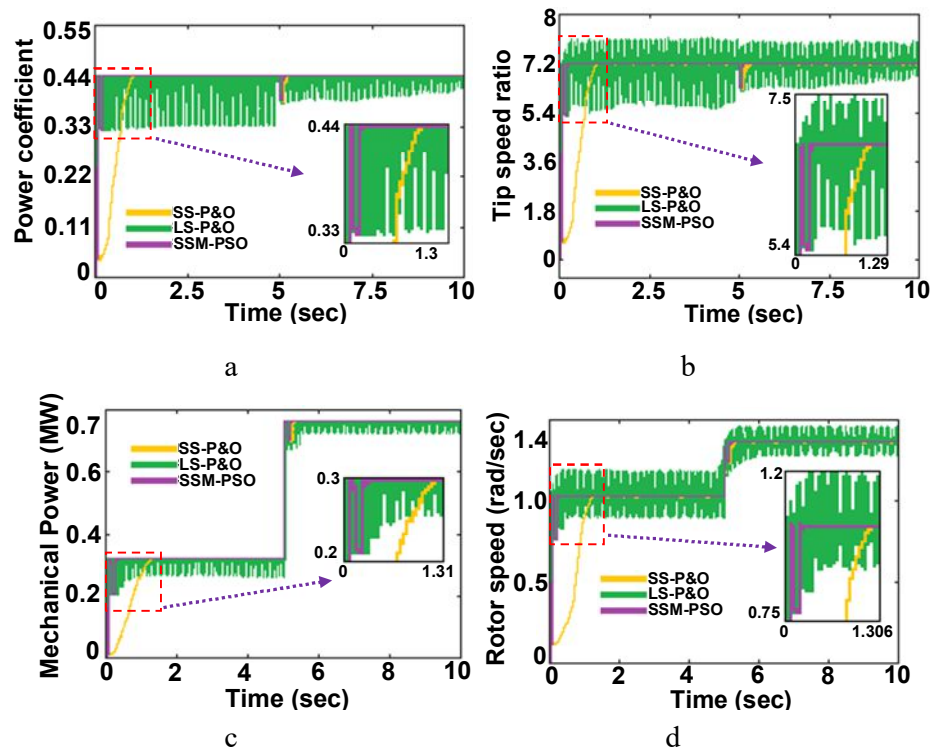 Power coefficient
0.55
0.44
0.33
0.22
0.11
0
SS-P&O
LS-P&O
SSM-PSO
0.44
0.33
0
1.3
0
2.5
5
7.5
10
Time (sec)
a
Tip speed ratio
9
7.2
5.4
3.6
1.8
0
SS-P&O
LS-P&O
SSM-PSO
7.5
5.4
0
1.29
0
2.5
5
7.5
10
Time (sec)
b
Mechanical Power (MW)
0.7
0.6
0.4
0.2
0
SS-P&O
LS-P&O
SSM-PSO
0.3
0.2
0
1.31
0
2
4
6
8
10
Time (sec)
c
Rotor speed (rad/sec)
1.4
1.0
0.5
0
SS-P&O
LS-P&O
SSM-PSO
1.2
0.75
0
1.306
0
2
4
6
8
10
Time (sec)
d